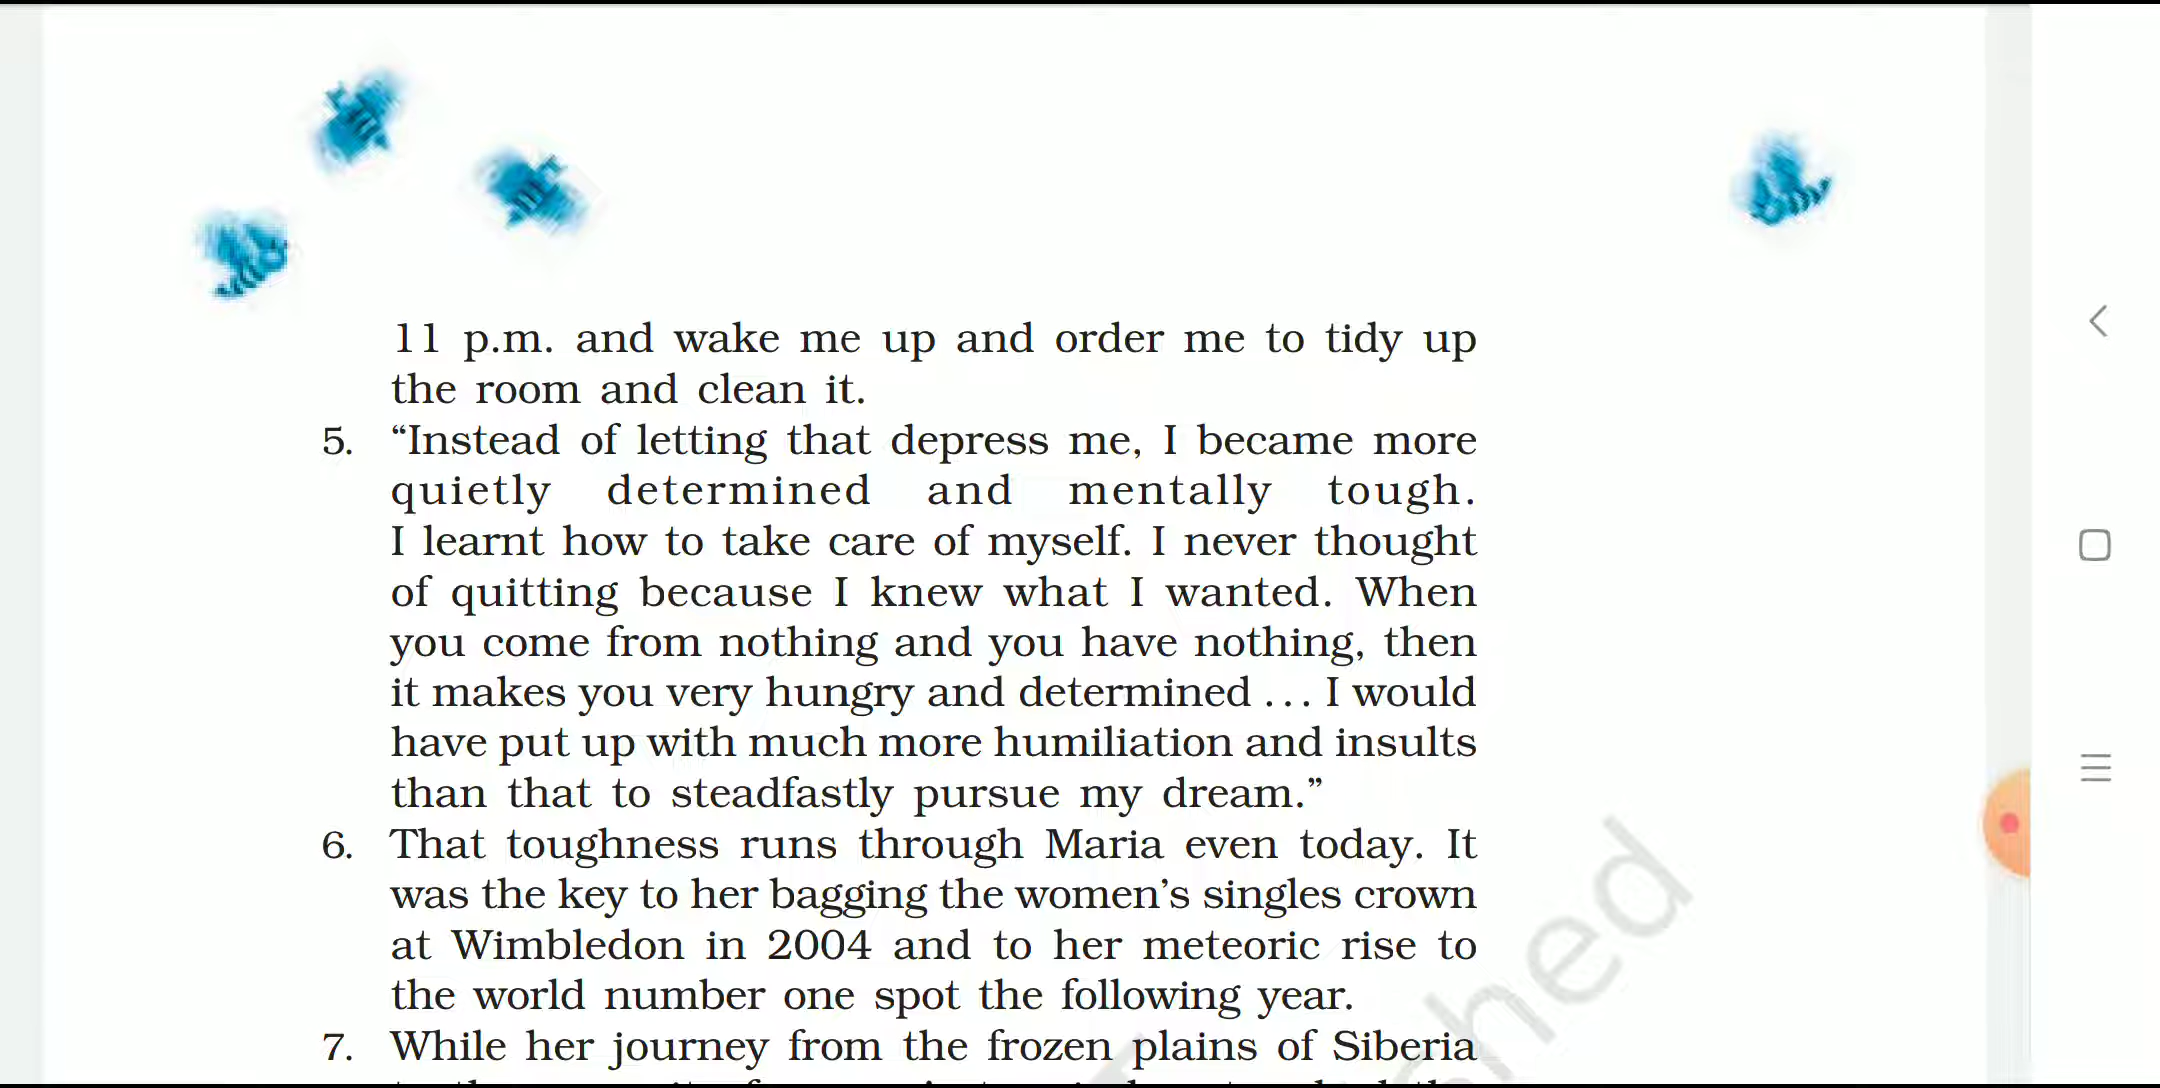 11 p.m. and wake me up and order me to tidy up
the room and clean it.
5. “Instead of letting that depress me, I became more
quietly determined and mentally tough.
I learnt how to take care of myself. I never thought
of quitting because I knew what I wanted. When
you come from nothing and you have nothing, then
it makes you very hungry and determined ... I would
have put up with much more humiliation and insults
than that to steadfastly pursue my dream.”
6. That toughness runs through Maria even today. It
was the key to her bagging the women’s singles crown
at Wimbledon in 2004 and to her meteoric rise to
the world number one spot the following year.
7. While her journey from the frozen plains of Siberia